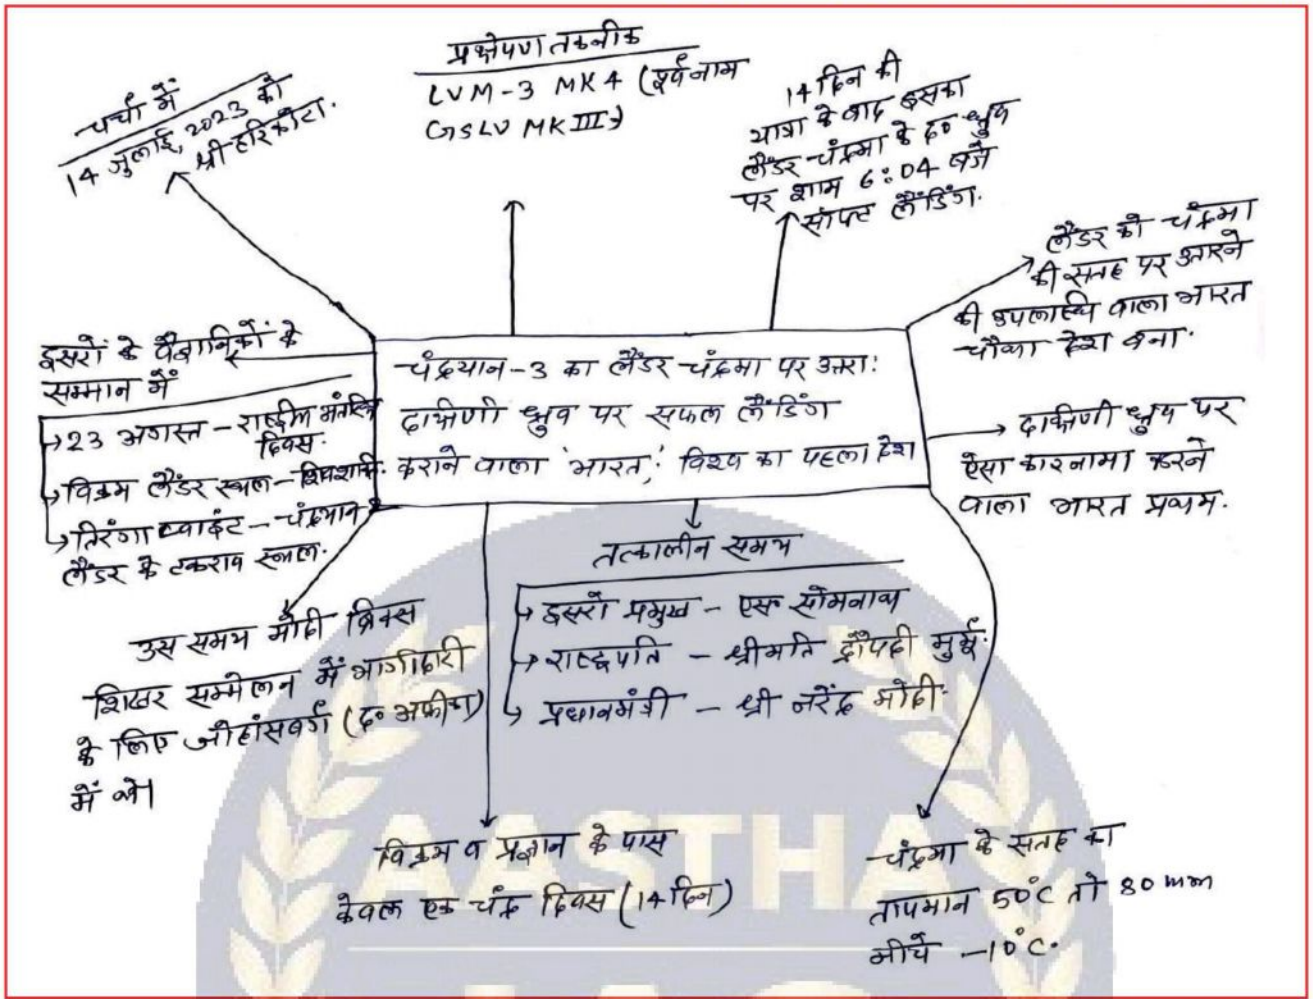 चर्चा में
14 जुलाई, 2023 को
श्री हरिकोटा.
प्रक्षेपण तकनीक
LVM-3 MK4 (पूर्वनाम
GSLV MK III)
14 दिन की
यात्रा के बाद इसका
लैंडर चंद्रमा के द० ध्रुव
पर शाम 6:04 बजे
सॉफ्ट लैंडिंग.
लैंडर को चंद्रमा
की सतह पर उतारने
की उपलब्धि वाला भारत
चौथा देश बना.
दक्षिणी ध्रुव पर
ऐसा कारनामा करने
वाला भारत प्रथम.
चंद्रयान-3 का लैंडर चंद्रमा पर उतरा:
दक्षिणी ध्रुव पर सफल लैंडिंग
कराने वाला 'भारत,' विश्व का पहला देश
इसरों के वैज्ञानिकों के
सम्मान में
23 अगस्त - राष्ट्रीय अंतरिक्ष
दिवस.
विक्रम लैंडर स्थल - शिवशक्ति.
तिरंगा प्वाइंट - चंद्रयान
लैंडर के टकराव स्थल.
तत्कालीन समय
इसरो प्रमुख - एस० सोमनाथ
राष्ट्रपति - श्रीमति द्रौपदी मुर्मू.
प्रधानमंत्री - श्री नरेंद्र मोदी.
उस समय मोदी ब्रिक्स
शिखर सम्मेलन में भागीदारी
के लिए जोहांसबर्ग (द० अफ्रीका)
में थे।
विक्रम व प्रज्ञान के पास
केवल एक चंद्र दिवस (14 दिन)
चंद्रमा के सतह का
तापमान 50°C तो 80 mm
नीचे -10°C.
AASTHA
IAS